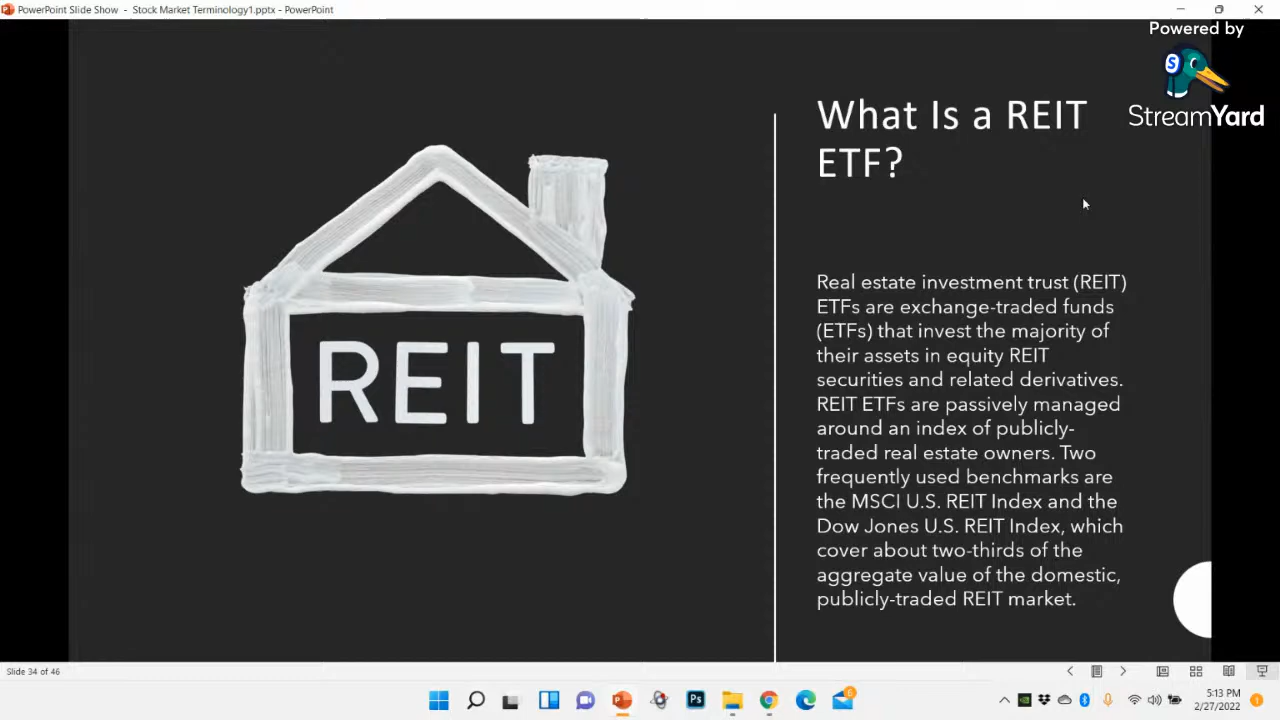 PowerPoint Slide Show - Stock Market Terminology1.pptx - PowerPoint
Powered by
S
StreamYard
What Is a REIT
ETF?
REIT
Real estate investment trust (REIT)
ETFs are exchange-traded funds
(ETFs) that invest the majority of
their assets in equity REIT
securities and related derivatives.
REIT ETFs are passively managed
around an index of publicly-
traded real estate owners. Two
frequently used benchmarks are
the MSCI U.S. REIT Index and the
Dow Jones U.S. REIT Index, which
cover about two-thirds of the
aggregate value of the domestic,
publicly-traded REIT market.
Slide 34 of 46
Ps
6
5:13 PM
2/27/2022
1